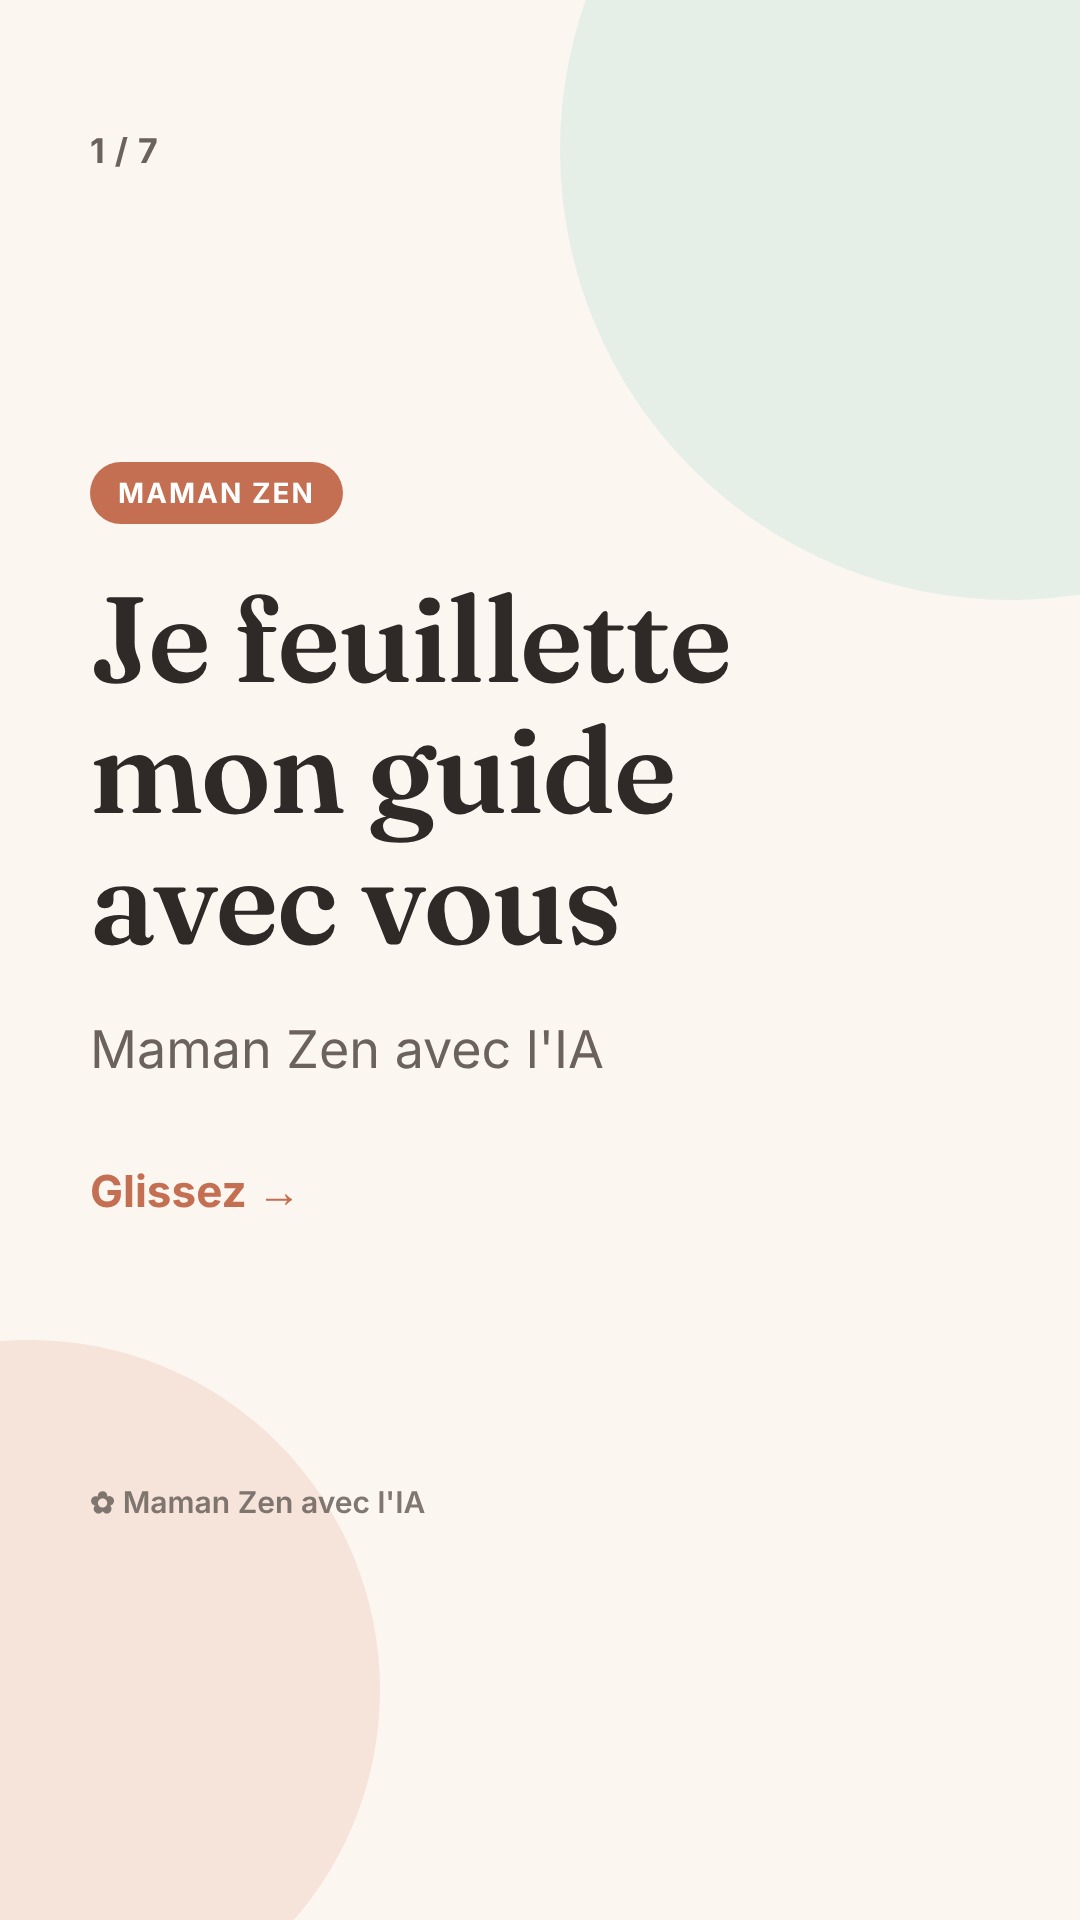 1 / 7
MAMAN ZEN
Je feuillette
mon guide
avec vous
Maman Zen avec l'IA
Glissez →
✿ Maman Zen avec l'IA